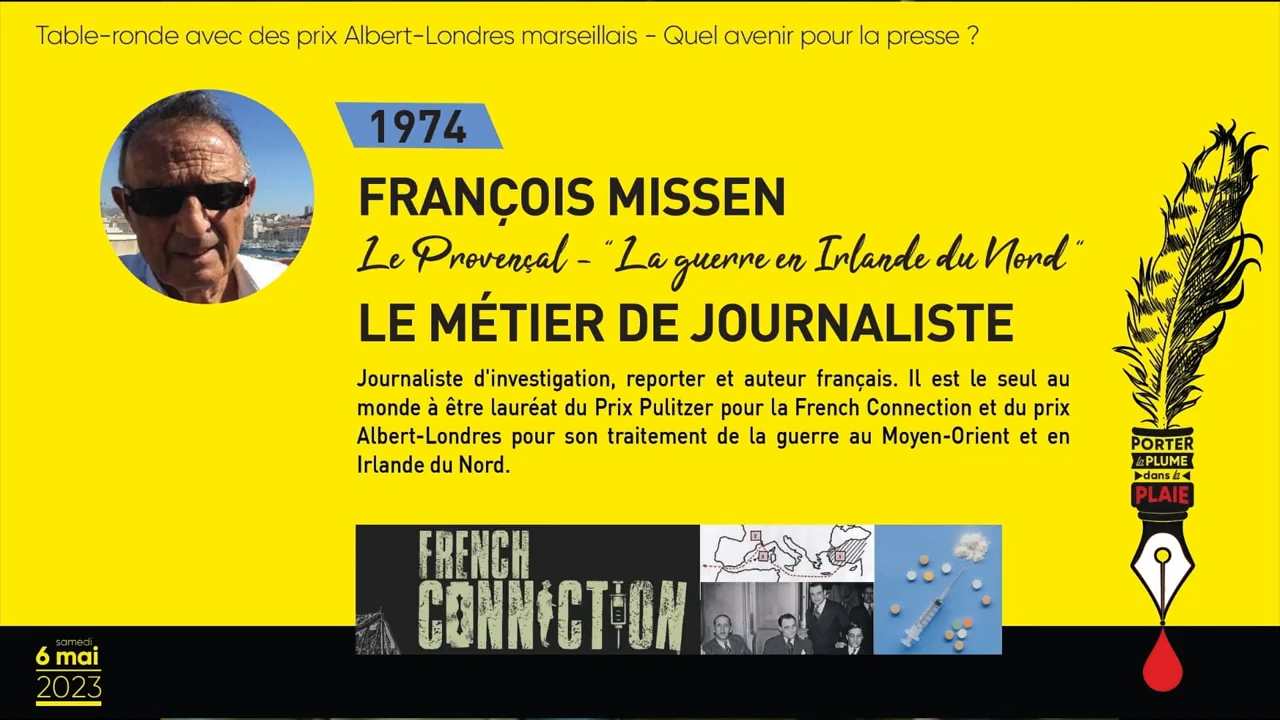 Table-ronde avec des prix Albert-Londres marseillais - Quel avenir pour la presse ?
1974
FRANÇOIS MISSEN
Le Provençal - "La guerre en Irlande du Nord"
LE MÉTIER DE JOURNALISTE
Journaliste d'investigation, reporter et auteur français. Il est le seul au
monde à être lauréat du Prix Pulitzer pour la French Connection et du prix
Albert-Londres pour son traitement de la guerre au Moyen-Orient et en
Irlande du Nord.
PORTER
la PLUME
dans la
PLAIE
FRENCH
CONNECTION
samedi
6 mai
2023